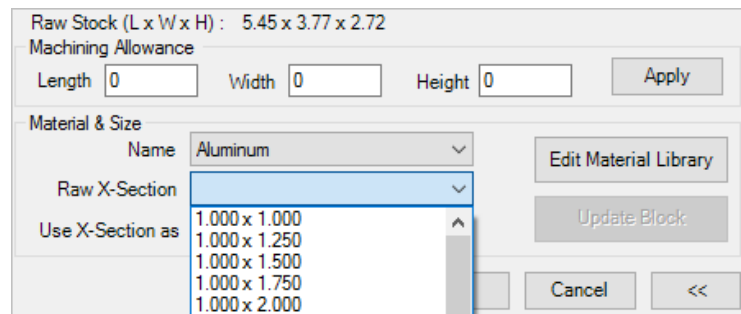 Raw Stock (L x W x H) : 5.45 x 3.77 x 2.72
Machining Allowance
Length 0 Width 0 Height 0 Apply
Material & Size
Name Aluminum Edit Material Library
Raw X-Section
Update Block
Use X-Section as
1.000 x 1.000
1.000 x 1.250
1.000 x 1.500
1.000 x 1.750
1.000 x 2.000
Cancel <<